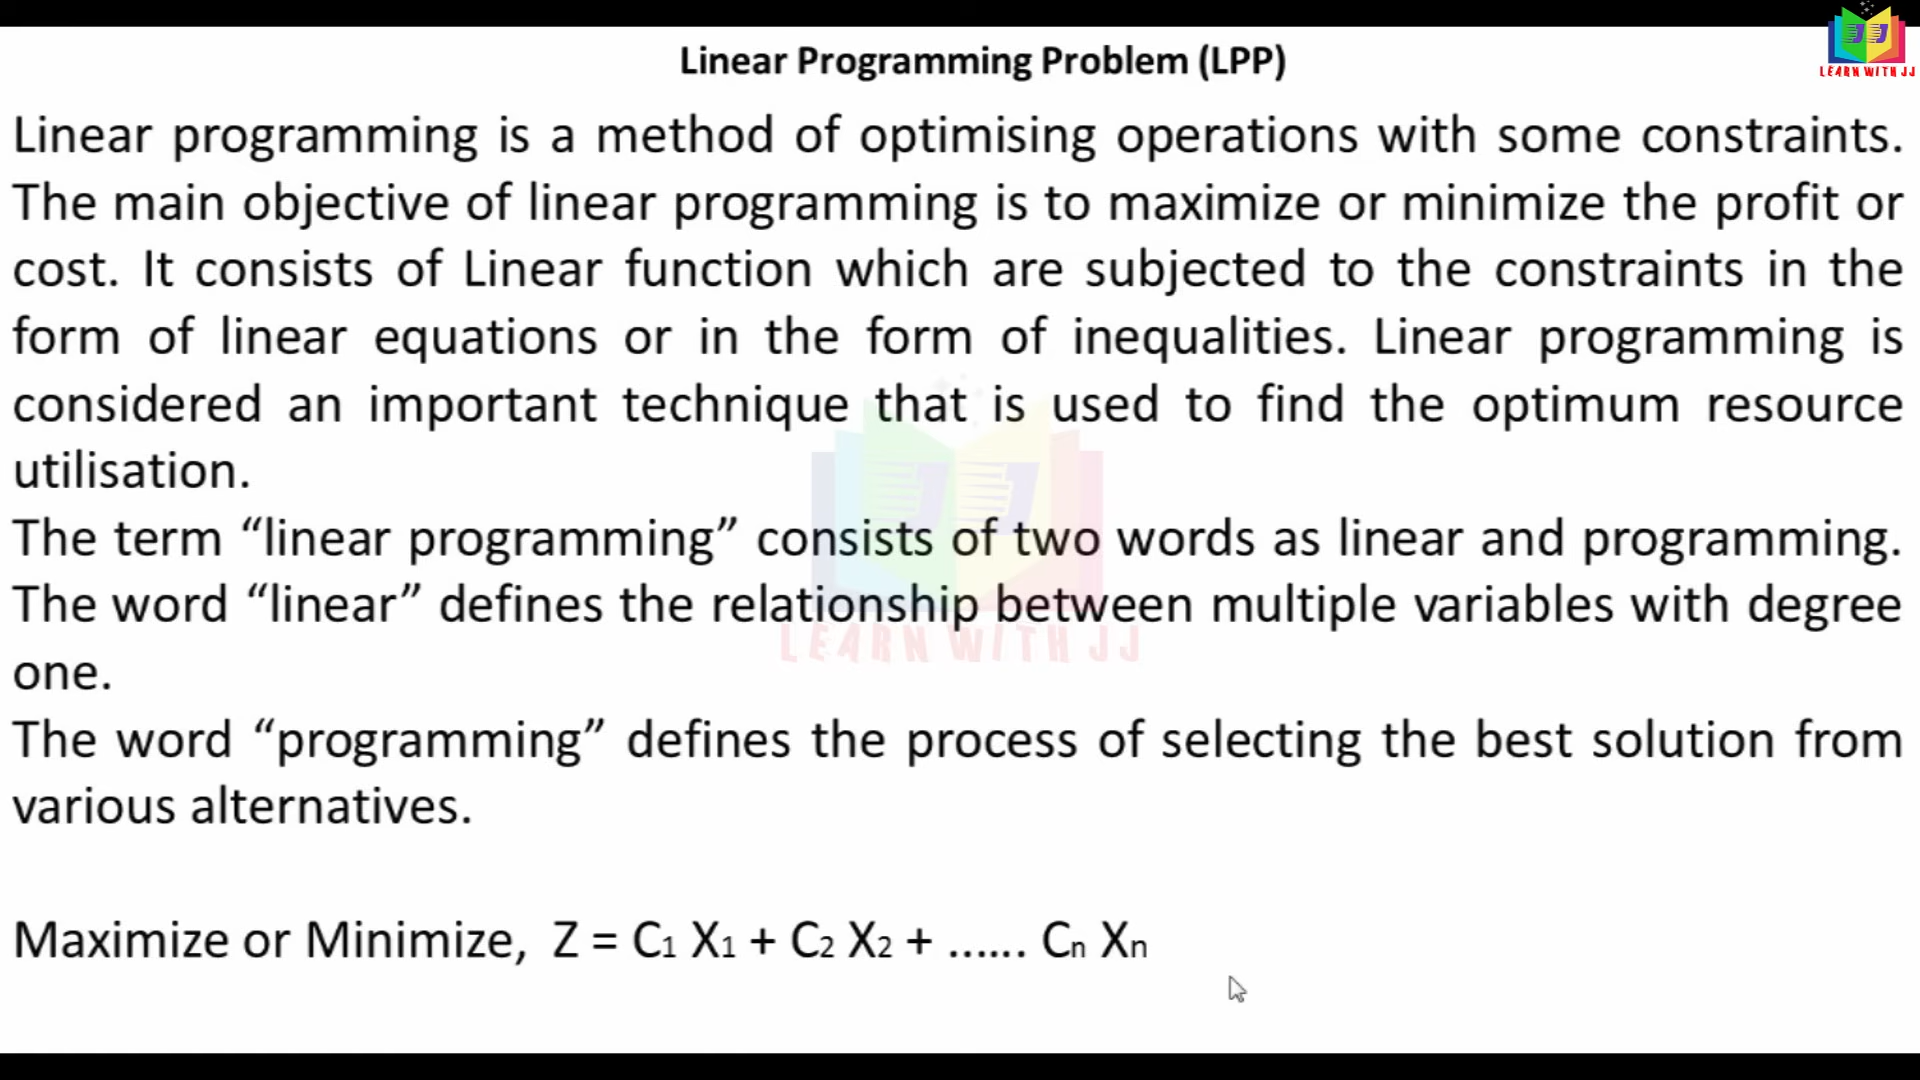 Linear Programming Problem (LPP)
LEARN WITH JJ
Linear programming is a method of optimising operations with some constraints.
The main objective of linear programming is to maximize or minimize the profit or
cost. It consists of Linear function which are subjected to the constraints in the
form of linear equations or in the form of inequalities. Linear programming is
considered an important technique that is used to find the optimum resource
utilisation.
The term “linear programming” consists of two words as linear and programming.
The word “linear” defines the relationship between multiple variables with degree
one.
LEARN WITH JJ
The word “programming” defines the process of selecting the best solution from
various alternatives.
Maximize or Minimize, Z = C1 X1 + C2 X2 + ...... Cn Xn